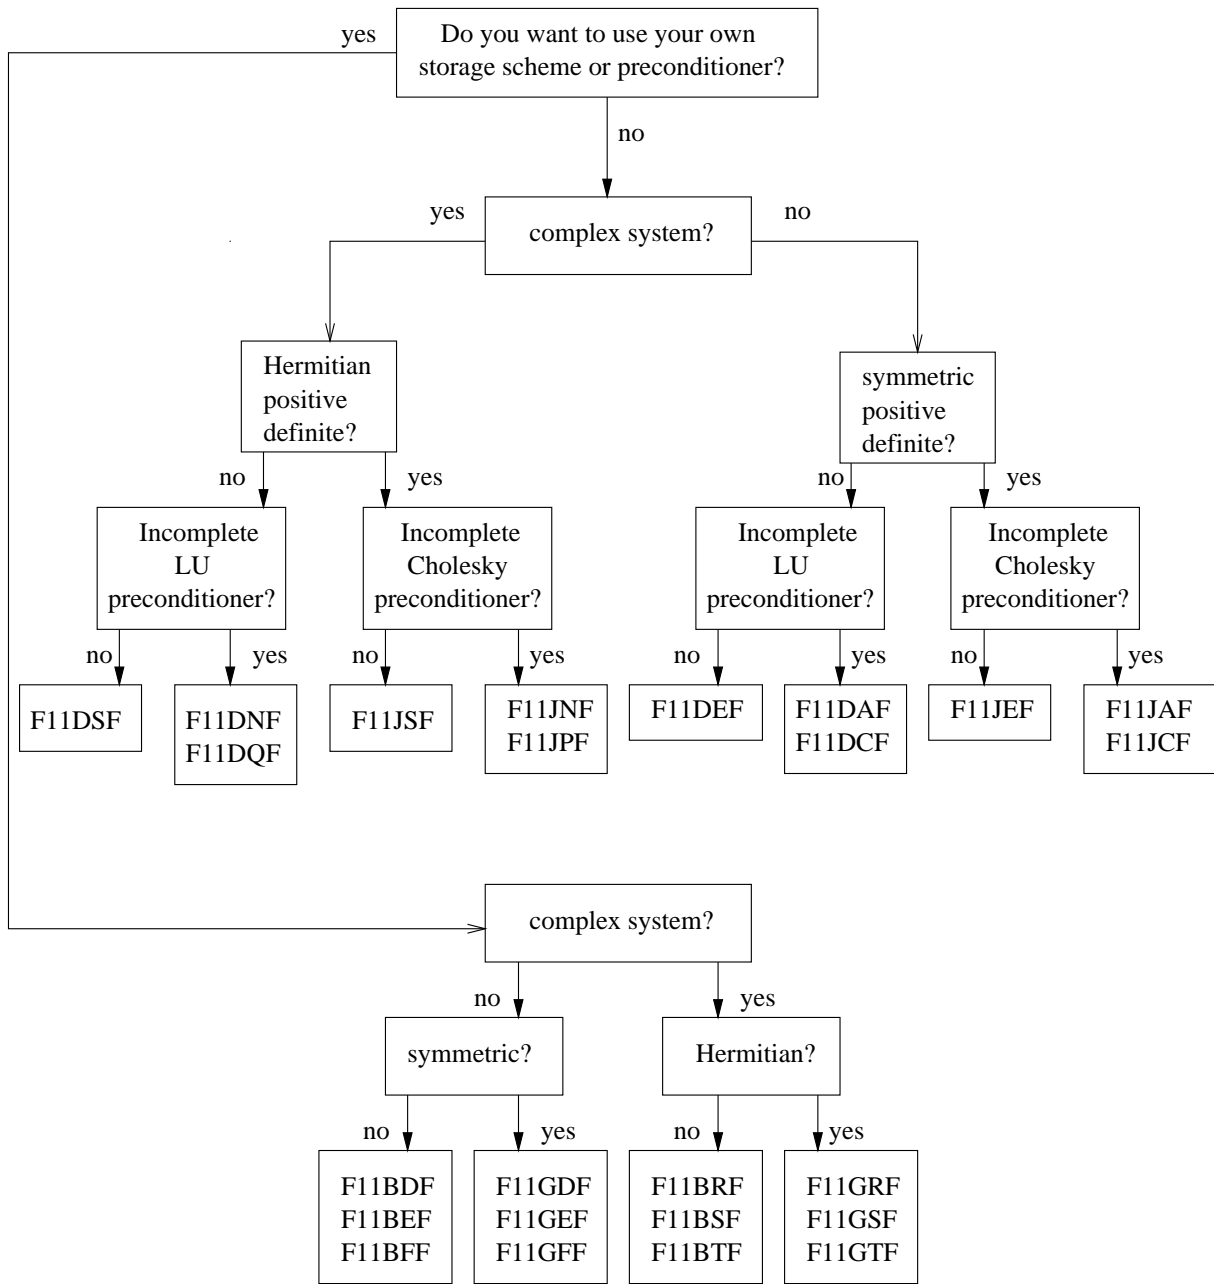 yes
Do you want to use your own
storage scheme or preconditioner?
no
yes
complex system?
no
Hermitian
positive
definite?
symmetric
positive
definite?
no
yes
no
yes
Incomplete
LU
preconditioner?
Incomplete
Cholesky
preconditioner?
Incomplete
LU
preconditioner?
Incomplete
Cholesky
preconditioner?
no
yes
no
yes
no
yes
no
yes
F11DSF
F11DNF
F11DQF
F11JSF
F11JNF
F11JPF
F11DEF
F11DAF
F11DCF
F11JEF
F11JAF
F11JCF
complex system?
no
yes
symmetric?
Hermitian?
no
yes
no
yes
F11BDF
F11BEF
F11BFF
F11GDF
F11GEF
F11GFF
F11BRF
F11BSF
F11BTF
F11GRF
F11GSF
F11GTF